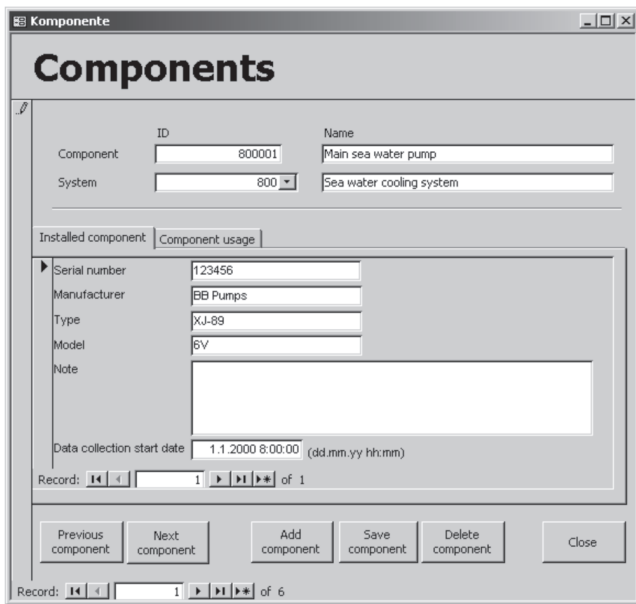 Komponente
Components
ID Name
Component 800001 Main sea water pump
System 800 Sea water cooling system
Installed component Component usage
Serial number 123456
Manufacturer BB Pumps
Type XJ-89
Model 6V
Note
Data collection start date 1.1.2000 8:00:00 (dd.mm.yy hh:mm)
Record: 1 of 1
Previous component Next component Add component Save component Delete component Close
Record: 1 of 6